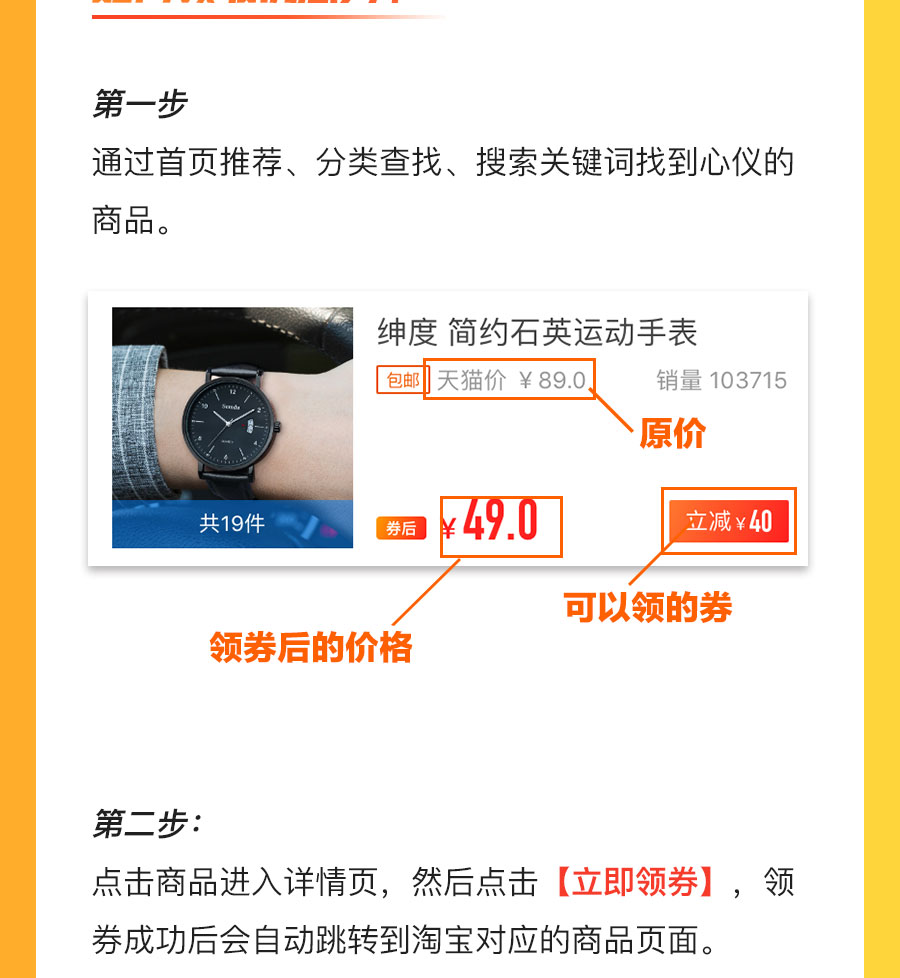 第一步
通过首页推荐、分类查找、搜索关键词找到心仪的
商品。
绅度 简约石英运动手表
包邮 天猫价 ¥ 89.0 销量 103715
原价
共19件
券后 ¥ 49.0 立减 ¥ 40
可以领的券
领券后的价格
第二步：
点击商品进入详情页，然后点击【立即领券】，领
券成功后会自动跳转到淘宝对应的商品页面。